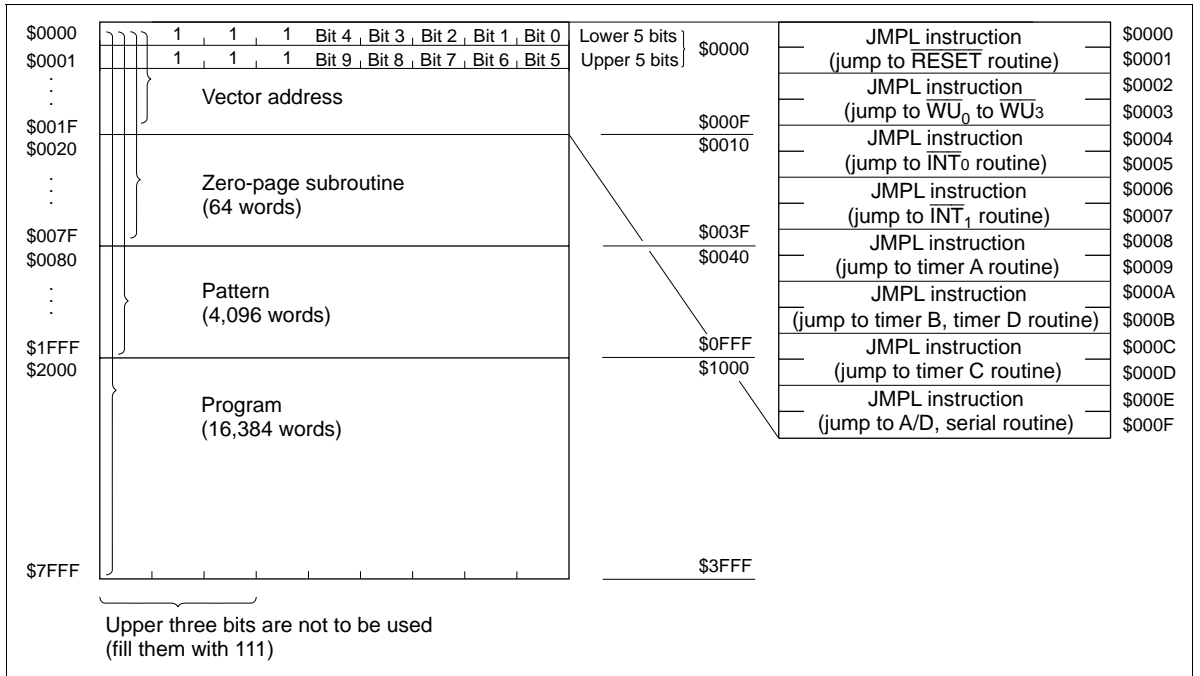 $0000 1 1 1 Bit 4 Bit 3 Bit 2 Bit 1 Bit 0 Lower 5 bits
$0001 1 1 1 Bit 9 Bit 8 Bit 7 Bit 6 Bit 5 Upper 5 bits
$0000
Vector address
$001F
$000F
$0020
$0010
Zero-page subroutine
(64 words)
$007F
$003F
$0080
$0040
Pattern
(4,096 words)
$1FFF
$0FFF
$2000
$1000
Program
(16,384 words)
$7FFF
$3FFF
Upper three bits are not to be used
(fill them with 111)
JMPL instruction $0000
(jump to RESET routine) $0001
JMPL instruction $0002
(jump to WU0 to WU3 $0003
JMPL instruction $0004
(jump to INT0 routine) $0005
JMPL instruction $0006
(jump to INT1 routine) $0007
JMPL instruction $0008
(jump to timer A routine) $0009
JMPL instruction $000A
(jump to timer B, timer D routine) $000B
JMPL instruction $000C
(jump to timer C routine) $000D
JMPL instruction $000E
(jump to A/D, serial routine) $000F